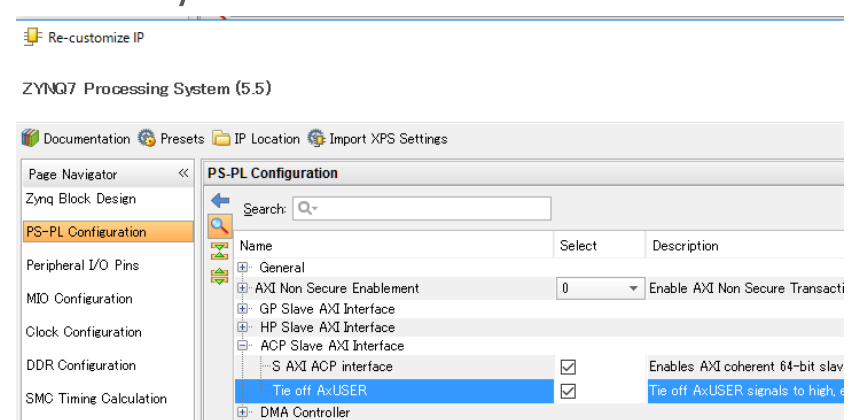 Re-customize IP
ZYNQ7 Processing System (5.5)
Documentation Presets IP Location Import XPS Settings
Page Navigator «
Zynq Block Design
PS-PL Configuration
Peripheral I/O Pins
MIO Configuration
Clock Configuration
DDR Configuration
SMC Timing Calculation
PS-PL Configuration
Search:
Name Select Description
General
AXI Non Secure Enablement 0 Enable AXI Non Secure Transacti
GP Slave AXI Interface
HP Slave AXI Interface
ACP Slave AXI Interface
S AXI ACP interface Enables AXI coherent 64-bit slav
Tie off AxUSER Tie off AxUSER signals to high, e
DMA Controller